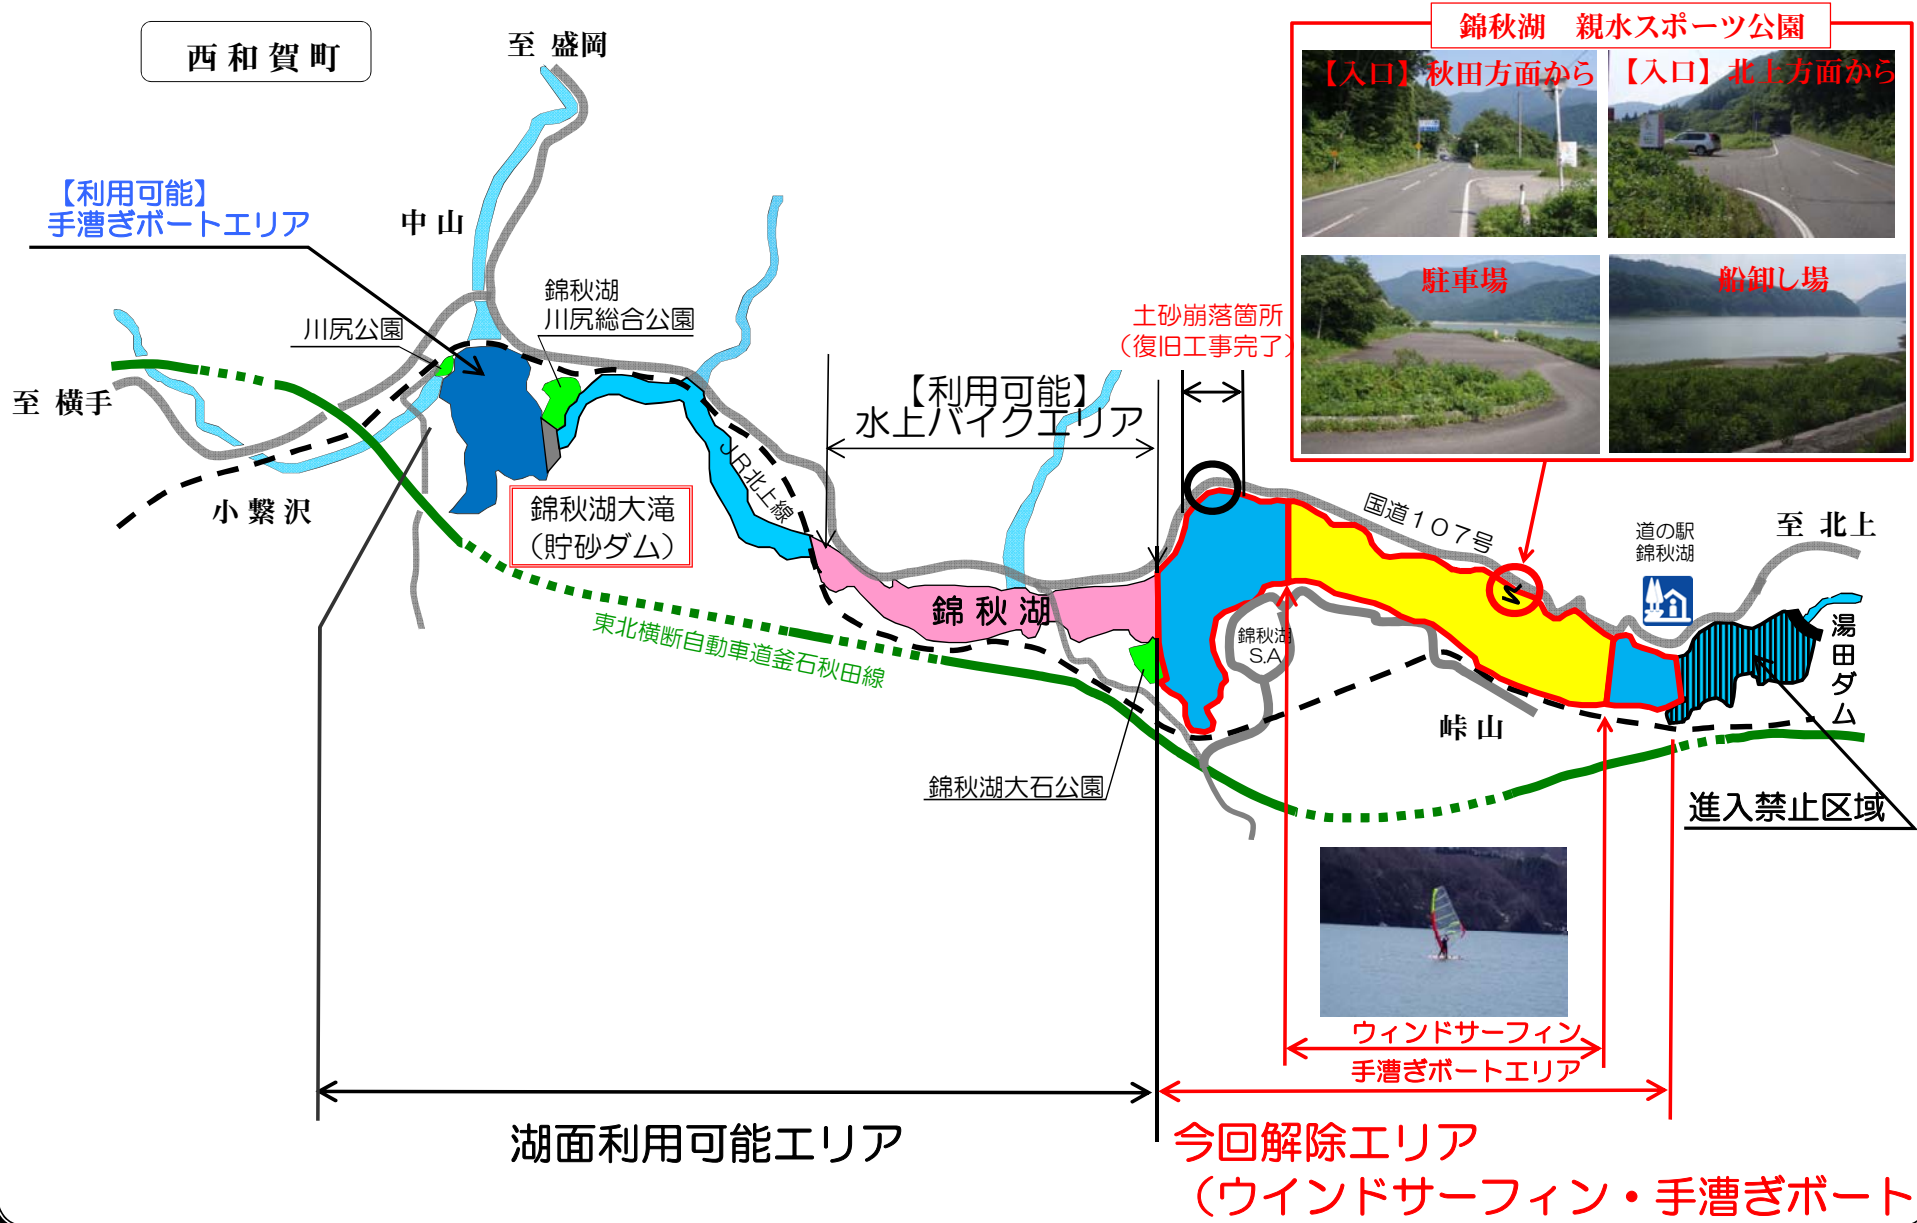 西和賀町
至 盛岡
錦秋湖　親水スポーツ公園
【入口】秋田方面から
【入口】北上方面から
駐車場
船卸し場
【利用可能】
手漕ぎボートエリア
中山
錦秋湖
川尻総合公園
川尻公園
至 横手
小繋沢
錦秋湖大滝
（貯砂ダム）
JR北上線
【利用可能】
水上バイクエリア
土砂崩落箇所
（復旧工事完了）
国道１０７号
道の駅
錦秋湖
至 北上
湯田ダム
錦秋湖
錦秋湖
S.A
東北横断自動車道釜石秋田線
峠山
錦秋湖大石公園
進入禁止区域
ウィンドサーフィン
手漕ぎボートエリア
湖面利用可能エリア
今回解除エリア
（ウインドサーフィン・手漕ぎボート